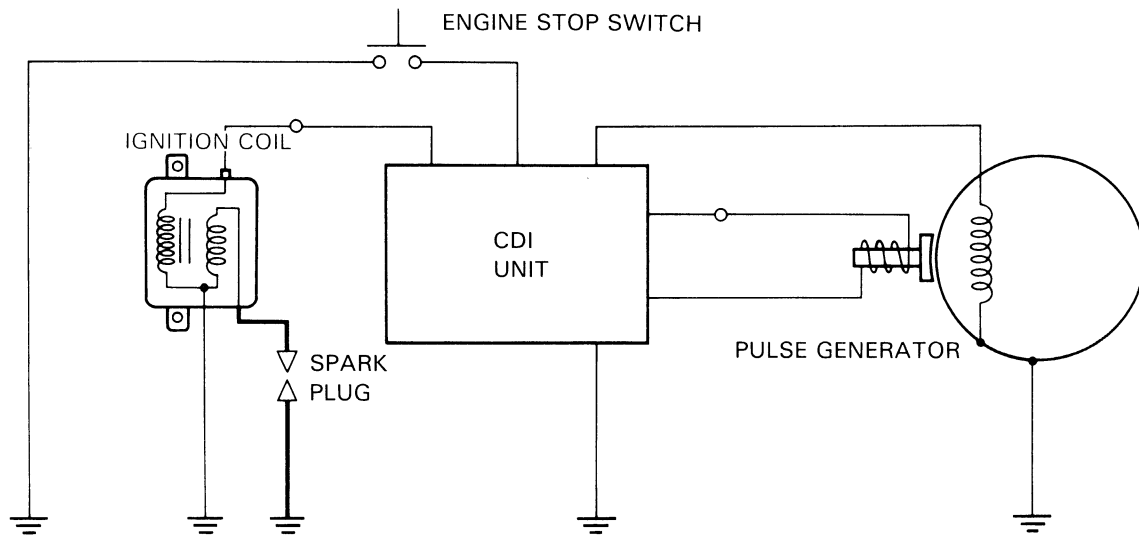 ENGINE STOP SWITCH
IGNITION COIL
CDI
UNIT
PULSE GENERATOR
SPARK
PLUG